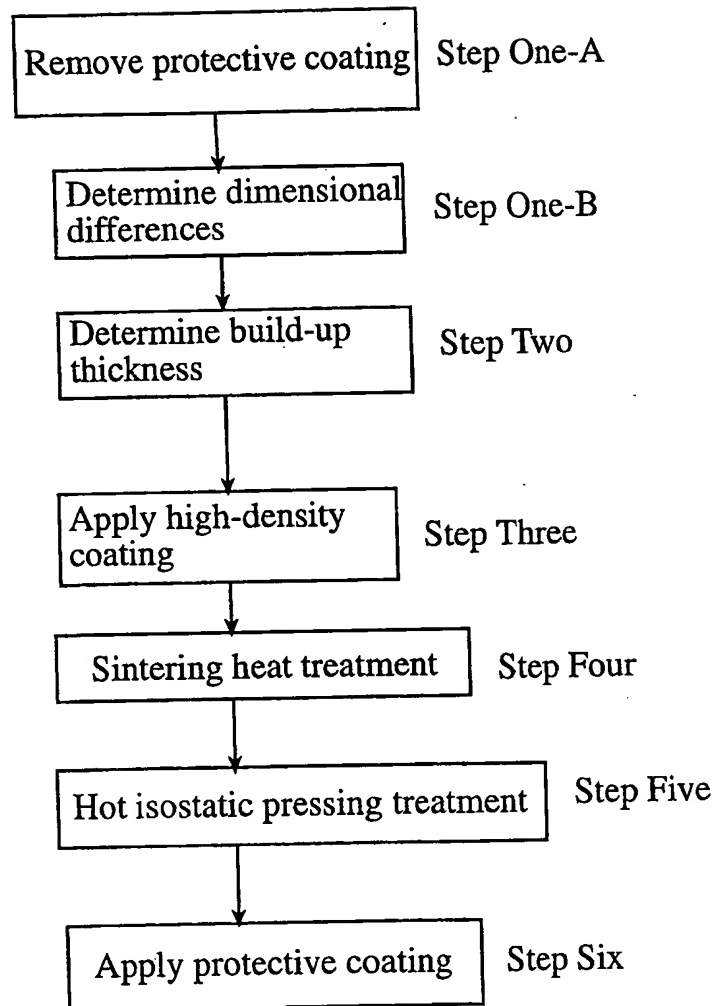 Remove protective coating Step One-A
Determine dimensional
differences
Step One-B
Determine build-up
thickness
Step Two
Apply high-density
coating
Step Three
Sintering heat treatment Step Four
Hot isostatic pressing treatment Step Five
Apply protective coating Step Six